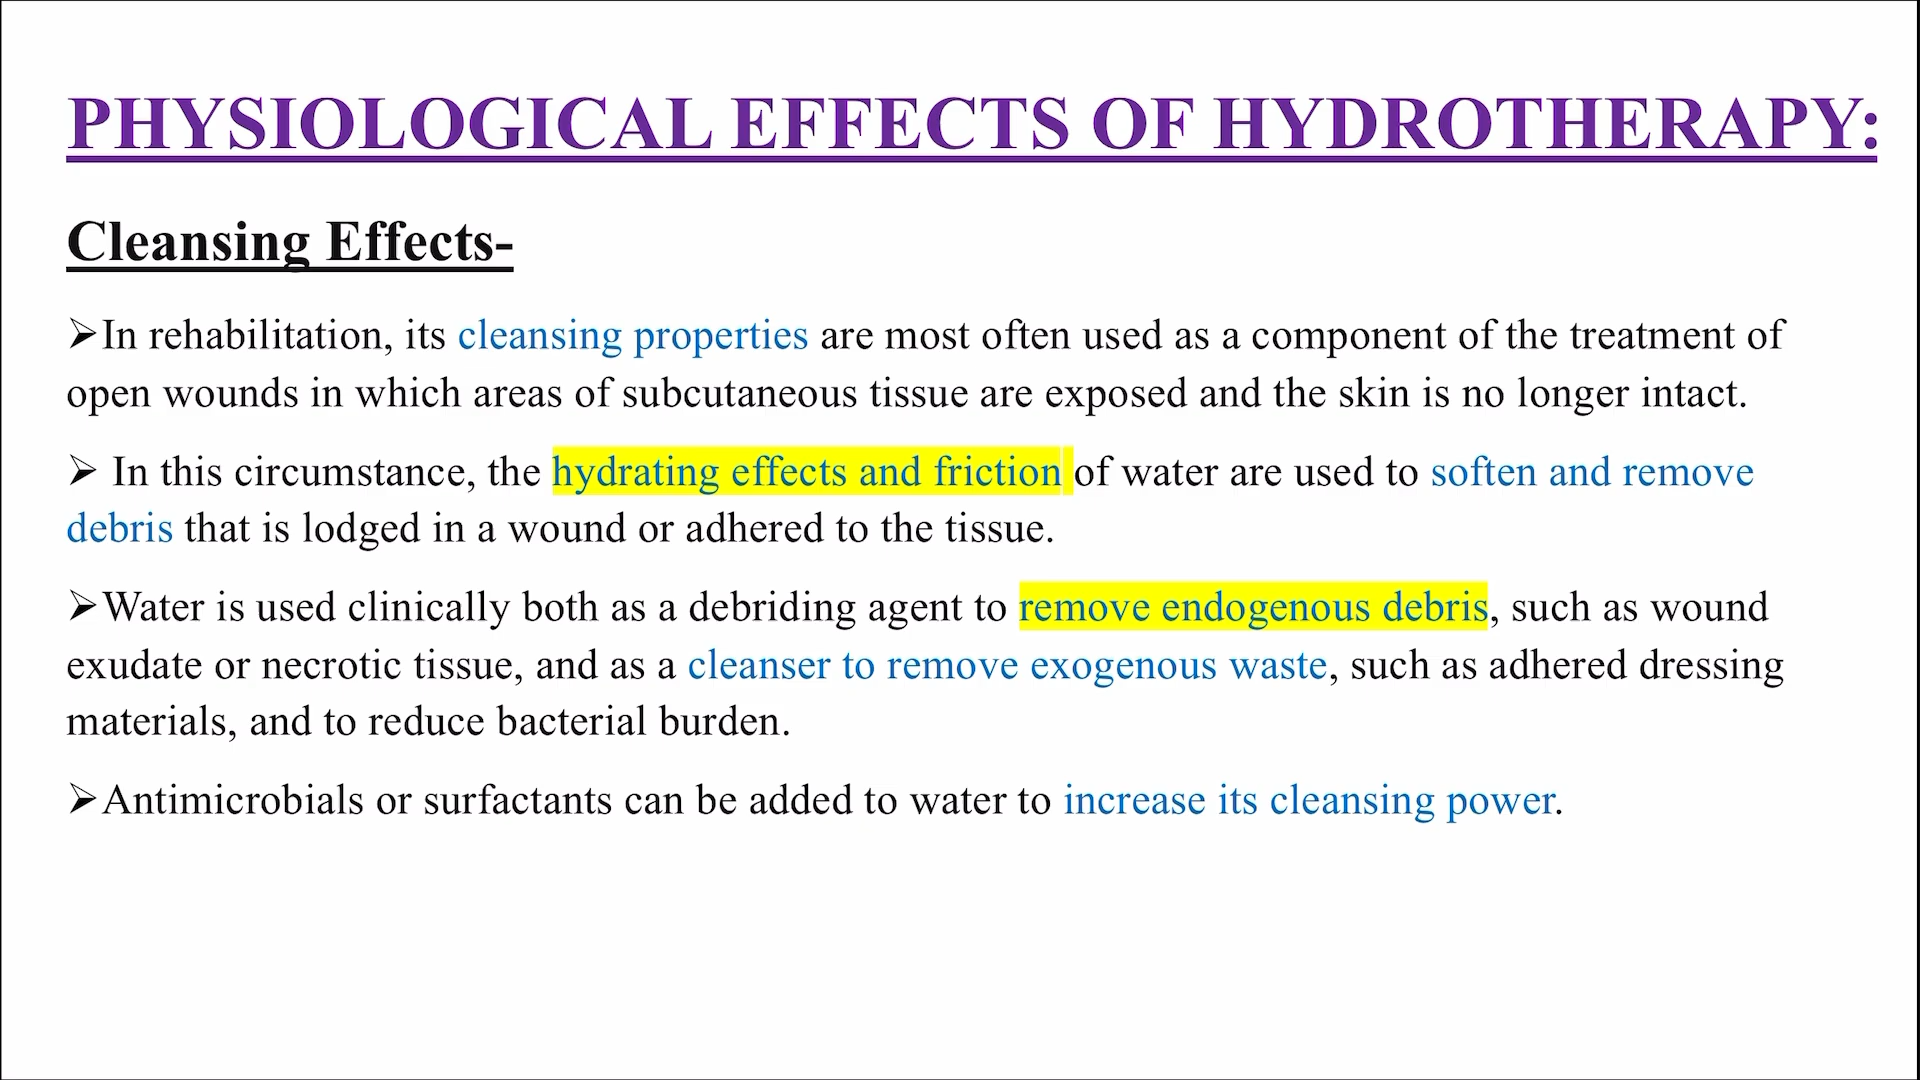 PHYSIOLOGICAL EFFECTS OF HYDROTHERAPY:
Cleansing Effects-
➢In rehabilitation, its cleansing properties are most often used as a component of the treatment of
open wounds in which areas of subcutaneous tissue are exposed and the skin is no longer intact.
➢ In this circumstance, the hydrating effects and friction of water are used to soften and remove
debris that is lodged in a wound or adhered to the tissue.
➢Water is used clinically both as a debriding agent to remove endogenous debris, such as wound
exudate or necrotic tissue, and as a cleanser to remove exogenous waste, such as adhered dressing
materials, and to reduce bacterial burden.
➢Antimicrobials or surfactants can be added to water to increase its cleansing power.